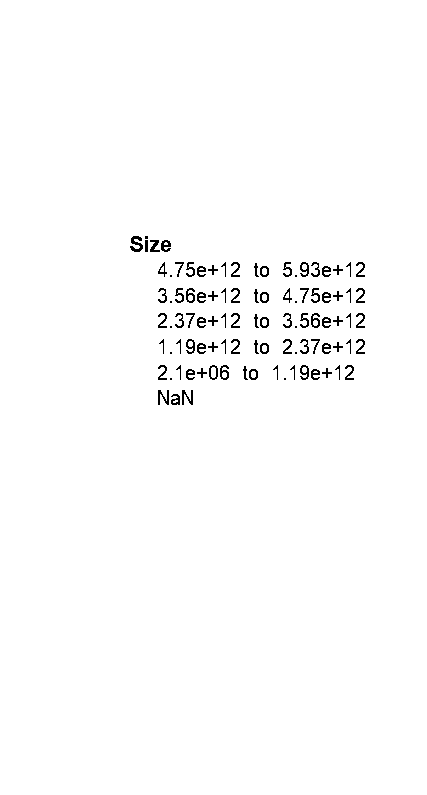 Size
4.75e+12 to 5.93e+12
3.56e+12 to 4.75e+12
2.37e+12 to 3.56e+12
1.19e+12 to 2.37e+12
2.1e+06 to 1.19e+12
NaN